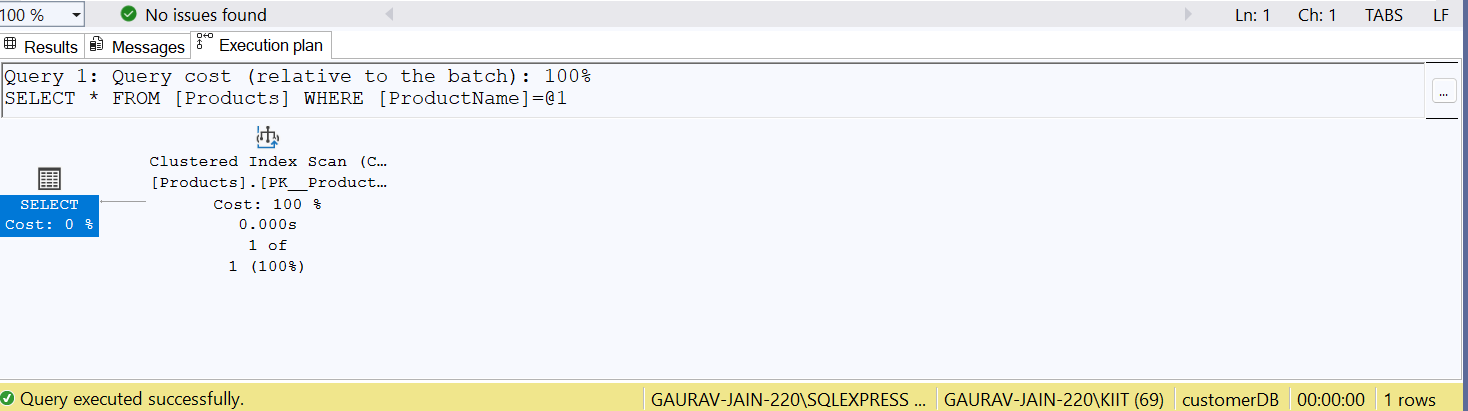 100 % No issues found Ln: 1 Ch: 1 TABS LF
Results Messages Execution plan
Query 1: Query cost (relative to the batch): 100%
SELECT * FROM [Products] WHERE [ProductName]=@1
...
Clustered Index Scan (C…
[Products].[PK__Product…
SELECT
Cost: 0 %
Cost: 100 %
0.000s
1 of
1 (100%)
Query executed successfully. GAURAV-JAIN-220\SQLEXPRESS ... GAURAV-JAIN-220\KIIT (69) customerDB 00:00:00 1 rows